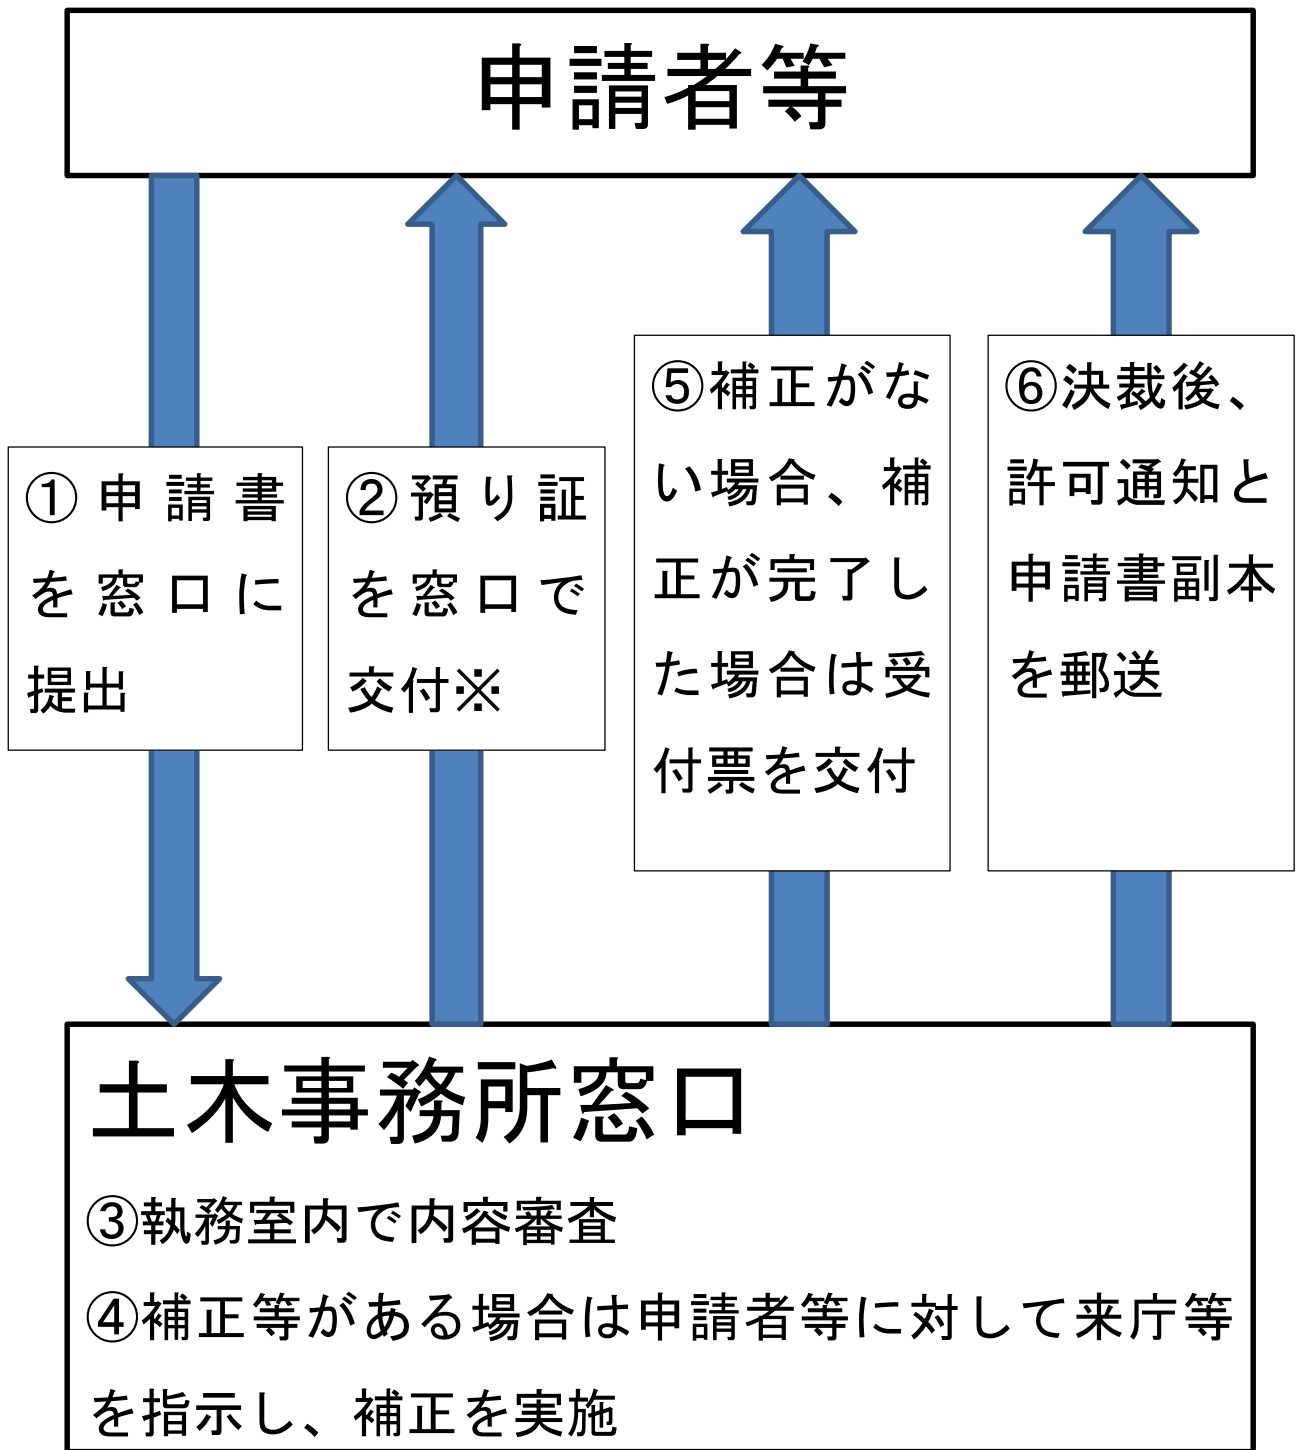 申請者等
①申請書
を窓口に
提出
②預り証
を窓口で
交付※
⑤補正がな
い場合、補
正が完了し
た場合は受
付票を交付
⑥決裁後、
許可通知と
申請書副本
を郵送
土木事務所窓口
③執務室内で内容審査
④補正等がある場合は申請者等に対して来庁等
を指示し、補正を実施